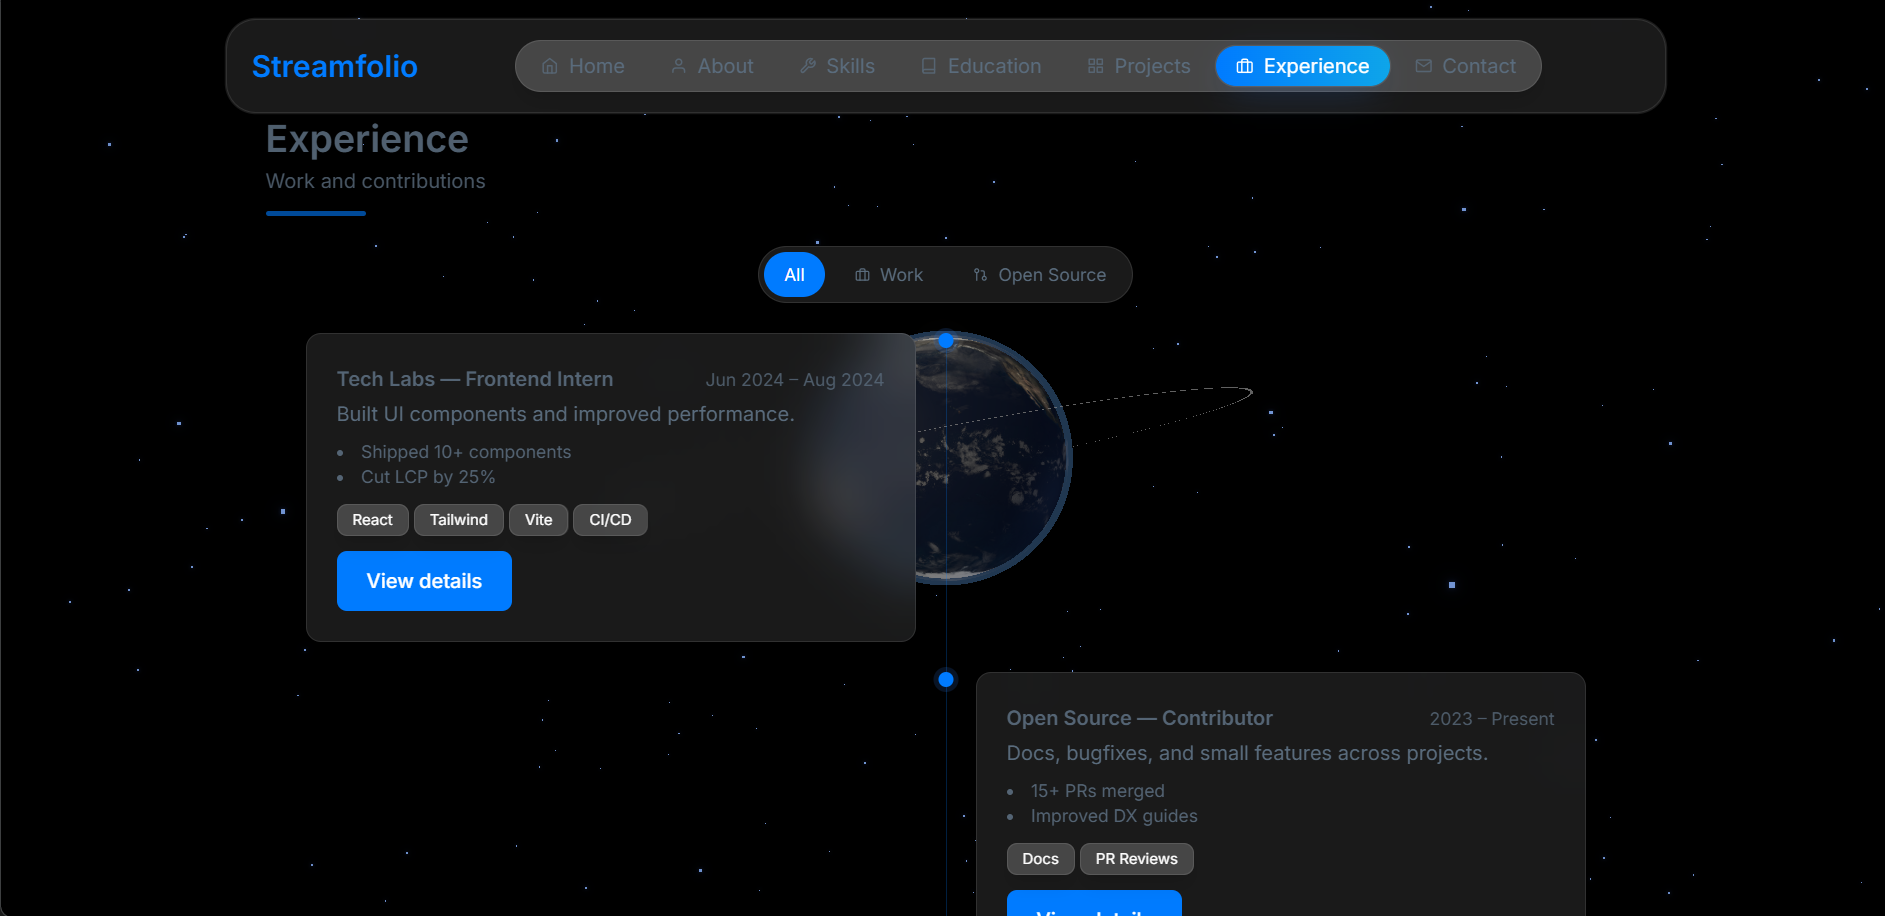 Streamfolio
Home About Skills Education Projects Experience Contact
Experience
Work and contributions
All Work Open Source
Tech Labs — Frontend Intern Jun 2024 – Aug 2024
Built UI components and improved performance.
• Shipped 10+ components
• Cut LCP by 25%
React Tailwind Vite CI/CD
View details
Open Source — Contributor 2023 – Present
Docs, bugfixes, and small features across projects.
• 15+ PRs merged
• Improved DX guides
Docs PR Reviews